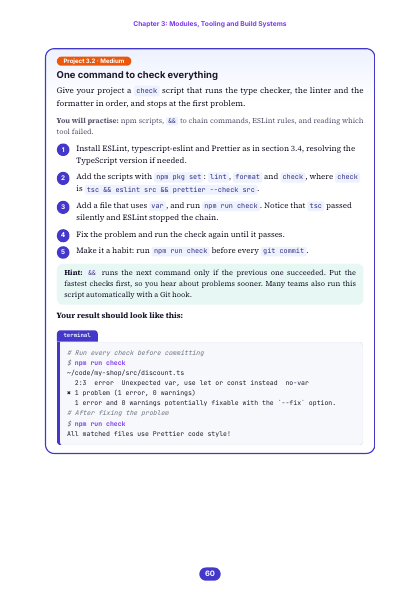 Chapter 3: Modules, Tooling and Build Systems
Project 3.2 · Medium
One command to check everything
Give your project a check script that runs the type checker, the linter and the
formatter in order, and stops at the first problem.
You will practise: npm scripts, && to chain commands, ESLint rules, and reading which
tool failed.
1 Install ESLint, typescript-eslint and Prettier as in section 3.4, resolving the
TypeScript version if needed.
2 Add the scripts with npm pkg set: lint, format and check, where check
is tsc && eslint src && prettier --check src.
3 Add a file that uses var, and run npm run check. Notice that tsc passed
silently and ESLint stopped the chain.
4 Fix the problem and run the check again until it passes.
5 Make it a habit: run npm run check before every git commit.
Hint: && runs the next command only if the previous one succeeded. Put the
fastest checks first, so you hear about problems sooner. Many teams also run this
script automatically with a Git hook.
Your result should look like this:
terminal
# Run every check before committing
$ npm run check
~/code/my-shop/src/discount.ts
2:3 error Unexpected var, use let or const instead no-var
✖ 1 problem (1 error, 0 warnings)
1 error and 0 warnings potentially fixable with the `--fix` option.
# After fixing the problem
$ npm run check
All matched files use Prettier code style!
60